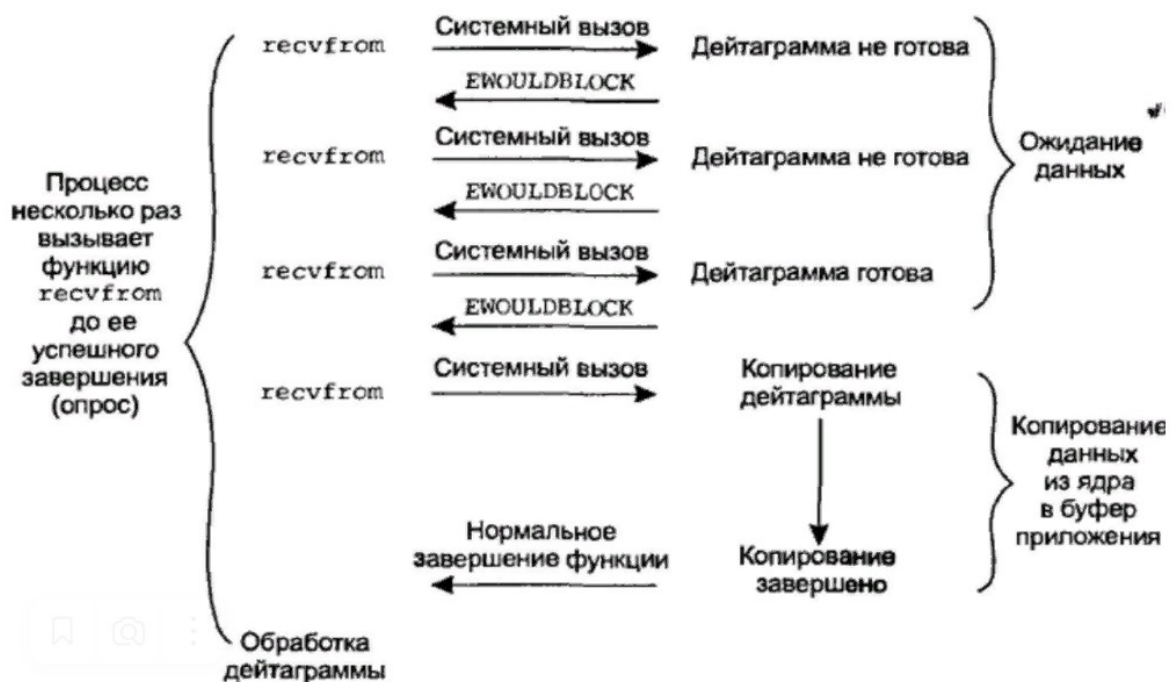 recvfrom
Системный вызов
Дейтаграмма не готова
EWOULDBLOCK
recvfrom
Системный вызов
Дейтаграмма не готова
EWOULDBLOCK
recvfrom
Системный вызов
Дейтаграмма готова
EWOULDBLOCK
recvfrom
Системный вызов
Копирование
дейтаграммы
Нормальное
завершение функции
Копирование
завершено
Процесс
несколько раз
вызывает
функцию
recvfrom
до ее
успешного
завершения
(опрос)
Обработка
дейтаграммы
Ожидание
данных
Копирование
данных
из ядра
в буфер
приложения